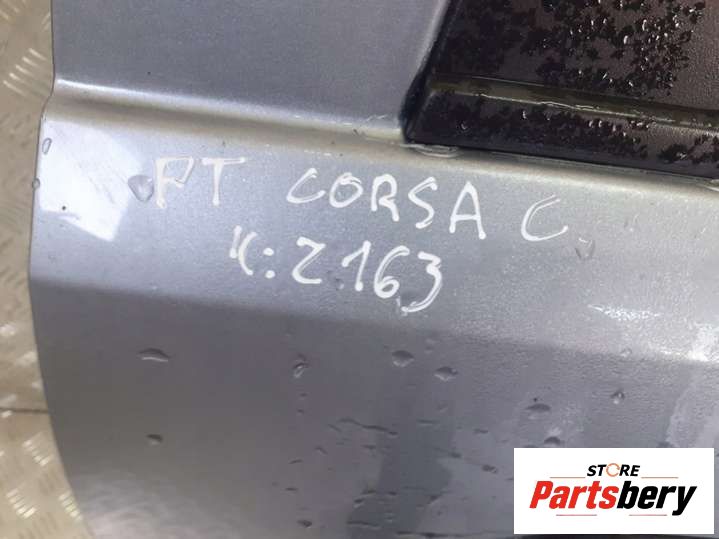 PT CORSA C
K: Z163
STORE
Partsbery